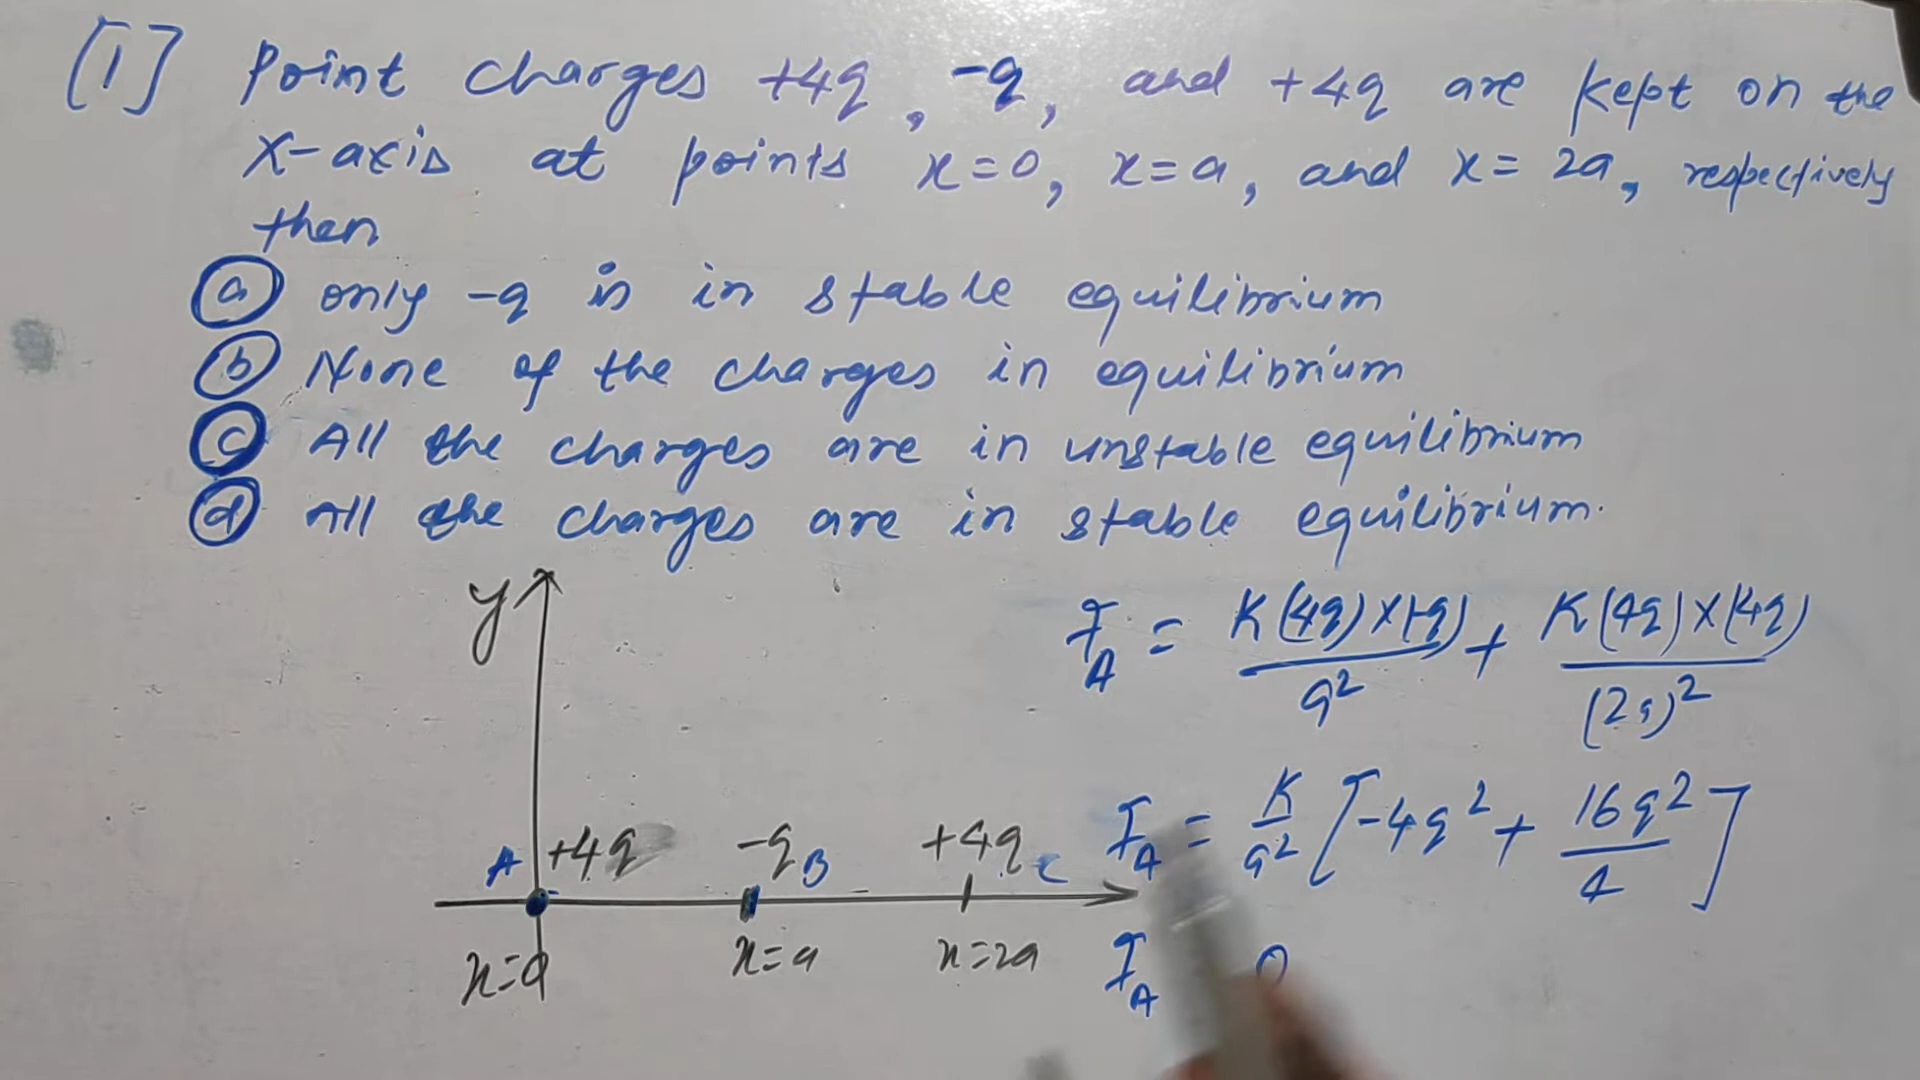 [1] Point charges +4q, -q, and +4q are kept on the
X-axis at points x=0, x=a, and x=2a, respectively
then
(a) only -q is in stable equilibrium
(b) None of the charges in equilibrium
(c) All the charges are in unstable equilibrium
(d) All the charges are in stable equilibrium.
y
F_A = K(4q)×(-q)/a² + K(4q)×(4q)/(2a)²
F_A = K/a² [-4q² + 16q²/4]
A +4q -q B +4q C
x=0 x=a x=2a
F_A 0